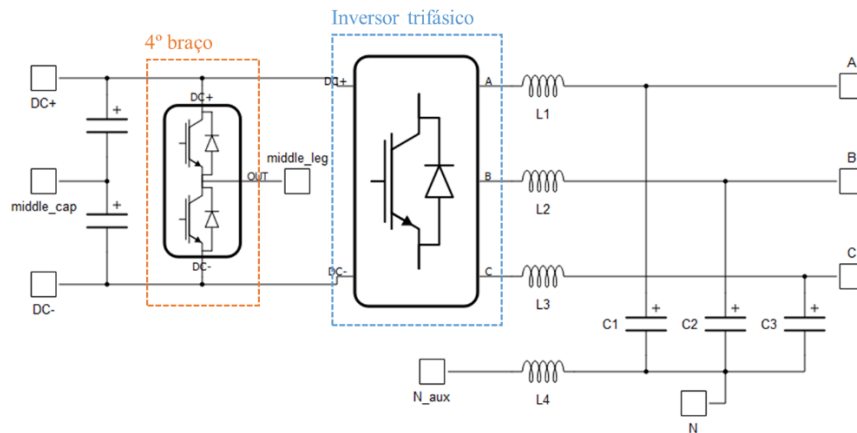 Inversor trifásico
4º braço
A
DC+
DC+
DC+
A
L1
middle_leg
B
OUT
B
middle_cap
L2
C
DC-
DC-
C
DC-
L3
C1
C2
C3
N_aux
L4
N